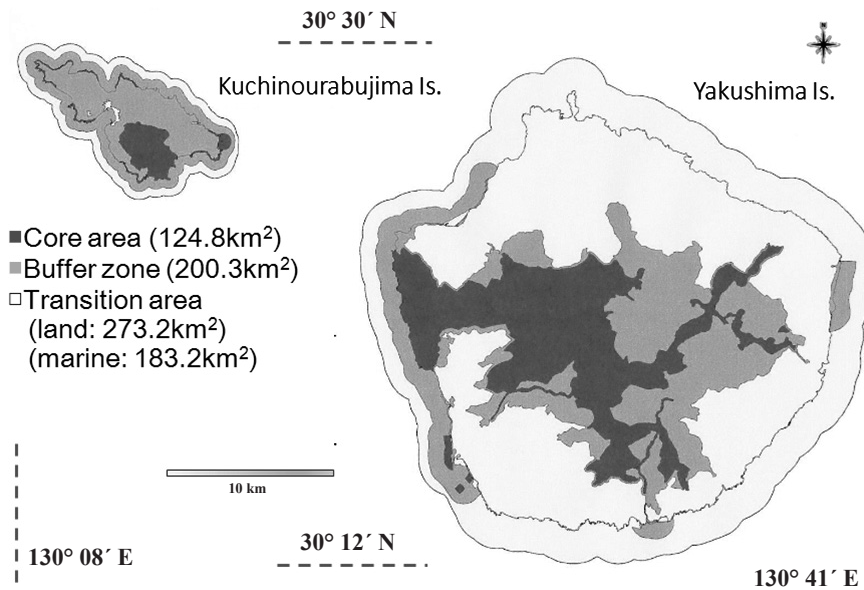 30° 30´ N
N
Kuchinourabujima Is.
Yakushima Is.
Core area (124.8km²)
Buffer zone (200.3km²)
Transition area
(land: 273.2km²)
(marine: 183.2km²)
10 km
130° 08´ E
30° 12´ N
130° 41´ E